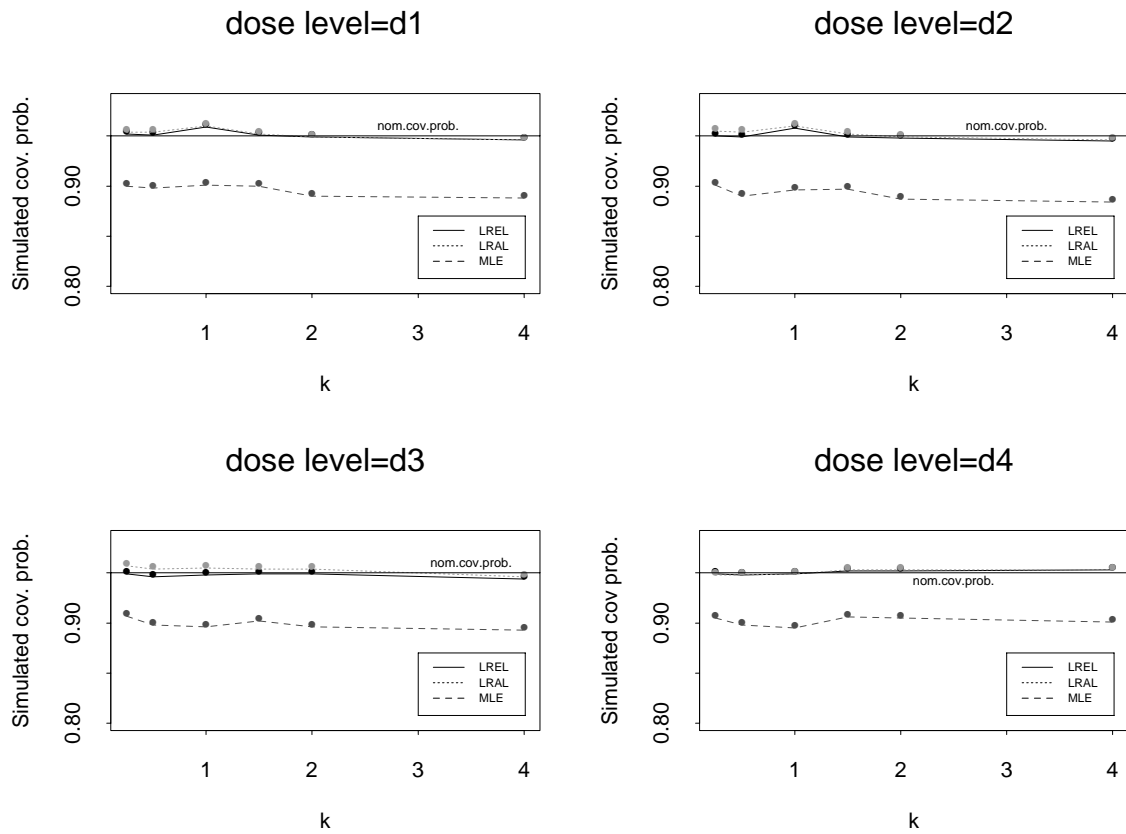 dose level=d1
Simulated cov. prob.
0.90
0.80
nom.cov.prob.
LREL
LRAL
MLE
1 2 3 4
k
dose level=d2
Simulated cov. prob.
0.90
0.80
nom.cov.prob.
LREL
LRAL
MLE
1 2 3 4
k
dose level=d3
Simulated cov. prob.
0.90
0.80
nom.cov.prob.
LREL
LRAL
MLE
1 2 3 4
k
dose level=d4
Simulated cov prob.
0.90
0.80
nom.cov.prob.
LREL
LRAL
MLE
1 2 3 4
k